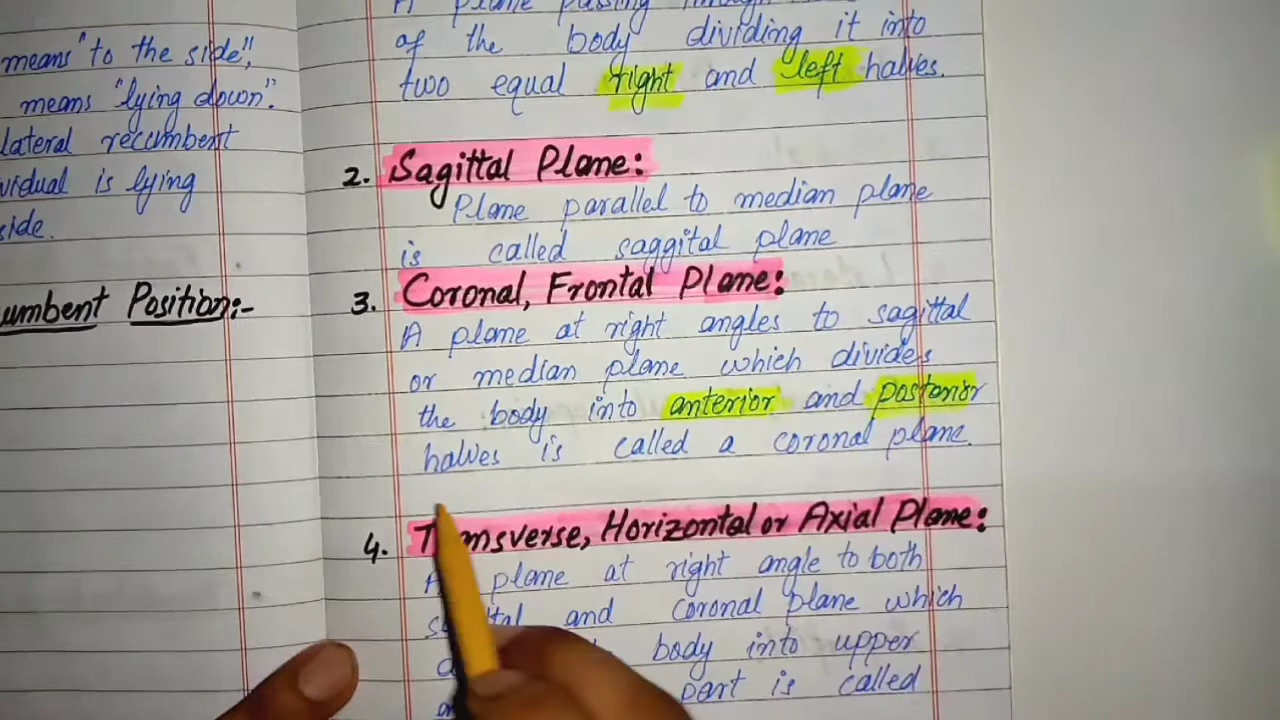 means "to the side",
means "lying down".
lateral recumbent
vidual is lying
side.
umbent Position:-
A plane passing through
of the body dividing it into
two equal right and left halves.
2. Sagittal Plane:
Plane parallel to median plane
is called saggital plane
3. Coronal, Frontal Plane:
A plane at right angles to sagittal
or median plane which divides
the body into anterior and posterior
halves is called a coronal plane.
4. Transverse, Horizontal or Axial Plane:
A plane at right angle to both
and coronal plane which
body into upper
part is called